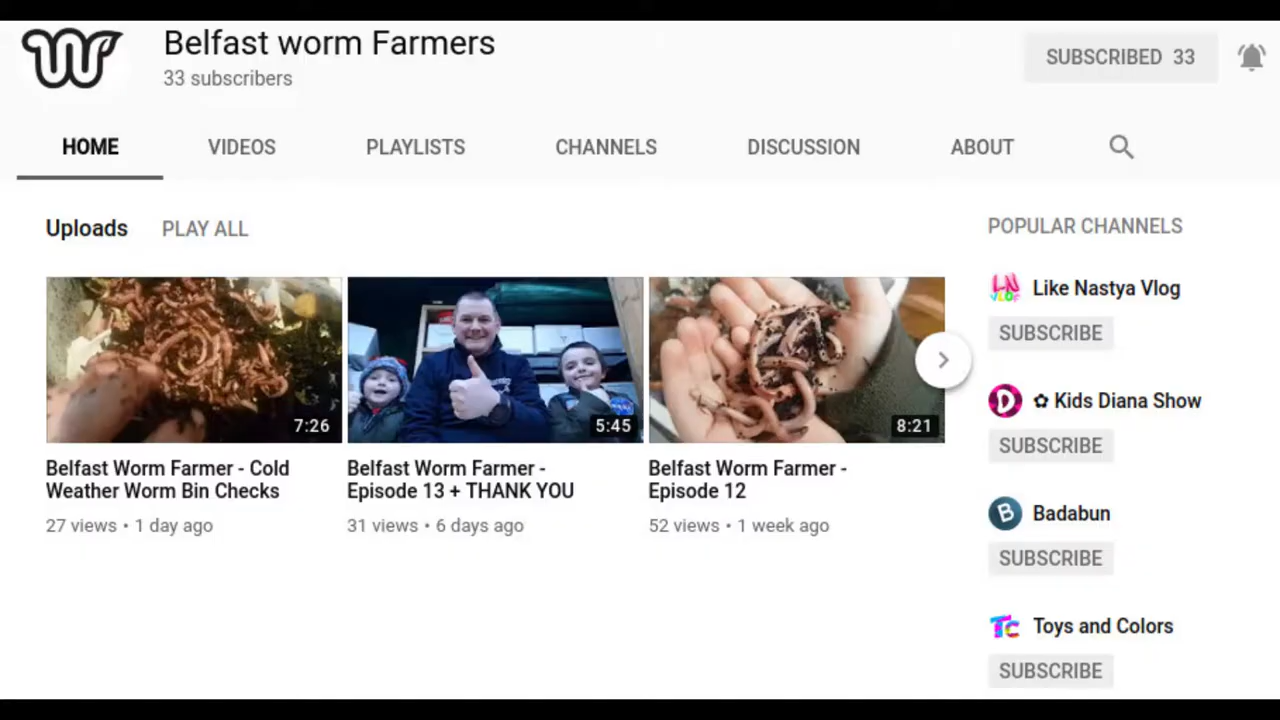 Belfast worm Farmers
33 subscribers
SUBSCRIBED 33
HOME
VIDEOS
PLAYLISTS
CHANNELS
DISCUSSION
ABOUT
Uploads
PLAY ALL
7:26
Belfast Worm Farmer - Cold
Weather Worm Bin Checks
27 views • 1 day ago
5:45
Belfast Worm Farmer -
Episode 13 + THANK YOU
31 views • 6 days ago
8:21
Belfast Worm Farmer -
Episode 12
52 views • 1 week ago
POPULAR CHANNELS
LN
VLOG
Like Nastya Vlog
SUBSCRIBE
D
✿ Kids Diana Show
SUBSCRIBE
B
Badabun
SUBSCRIBE
Tc
Toys and Colors
SUBSCRIBE